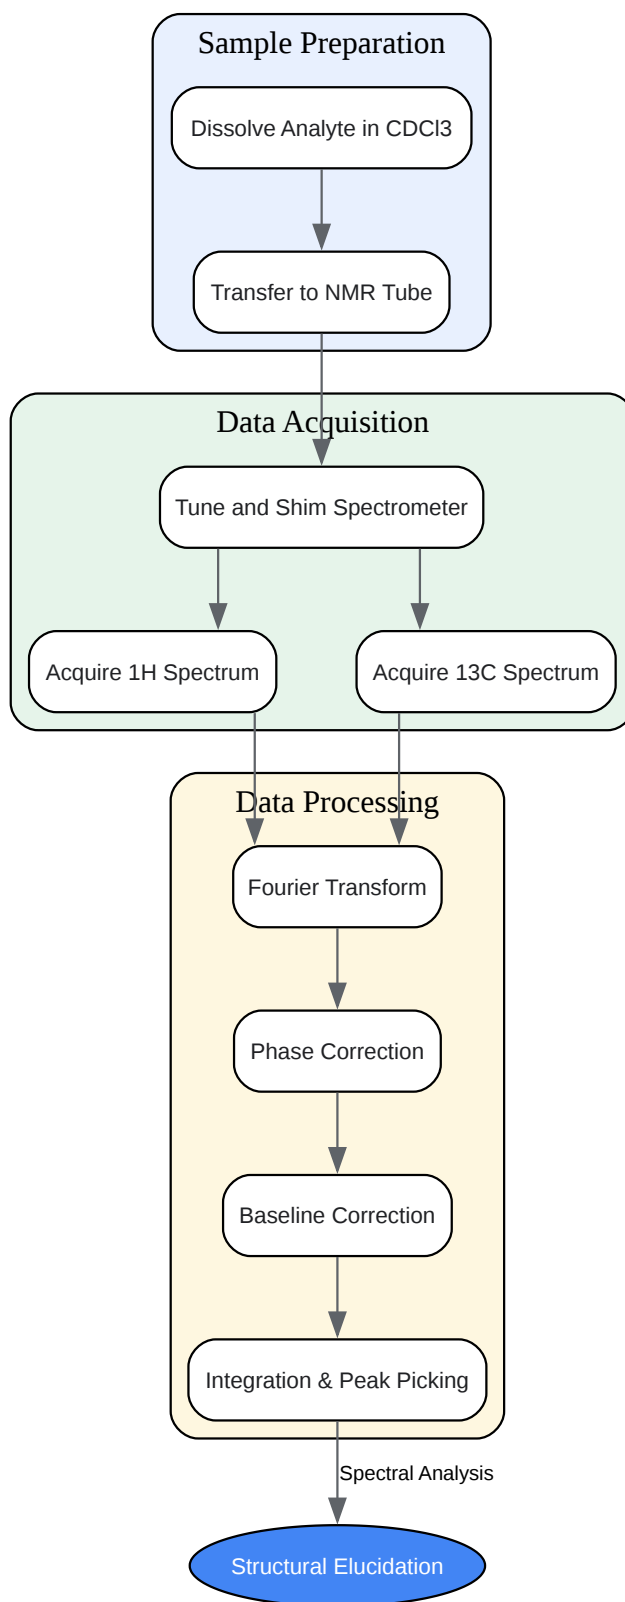 Sample Preparation
Dissolve Analyte in CDCl3
Transfer to NMR Tube
Data Acquisition
Tune and Shim Spectrometer
Acquire 1H Spectrum
Acquire 13C Spectrum
Data Processing
Fourier Transform
Phase Correction
Baseline Correction
Integration & Peak Picking
Spectral Analysis
Structural Elucidation